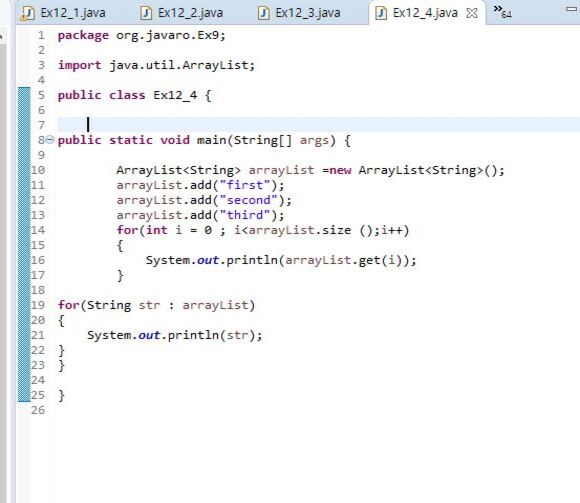 Ex12_1.java Ex12_2.java Ex12_3.java Ex12_4.java »64
1 package org.javaro.Ex9;
2
3 import java.util.ArrayList;
4
5 public class Ex12_4 {
6
7
8 public static void main(String[] args) {
9
10 ArrayList<String> arrayList =new ArrayList<String>();
11 arrayList.add("first");
12 arrayList.add("second");
13 arrayList.add("third");
14 for(int i = 0 ; i<arrayList.size ();i++)
15 {
16 System.out.println(arrayList.get(i));
17 }
18
19 for(String str : arrayList)
20 {
21 System.out.println(str);
22 }
23 }
24
25 }
26